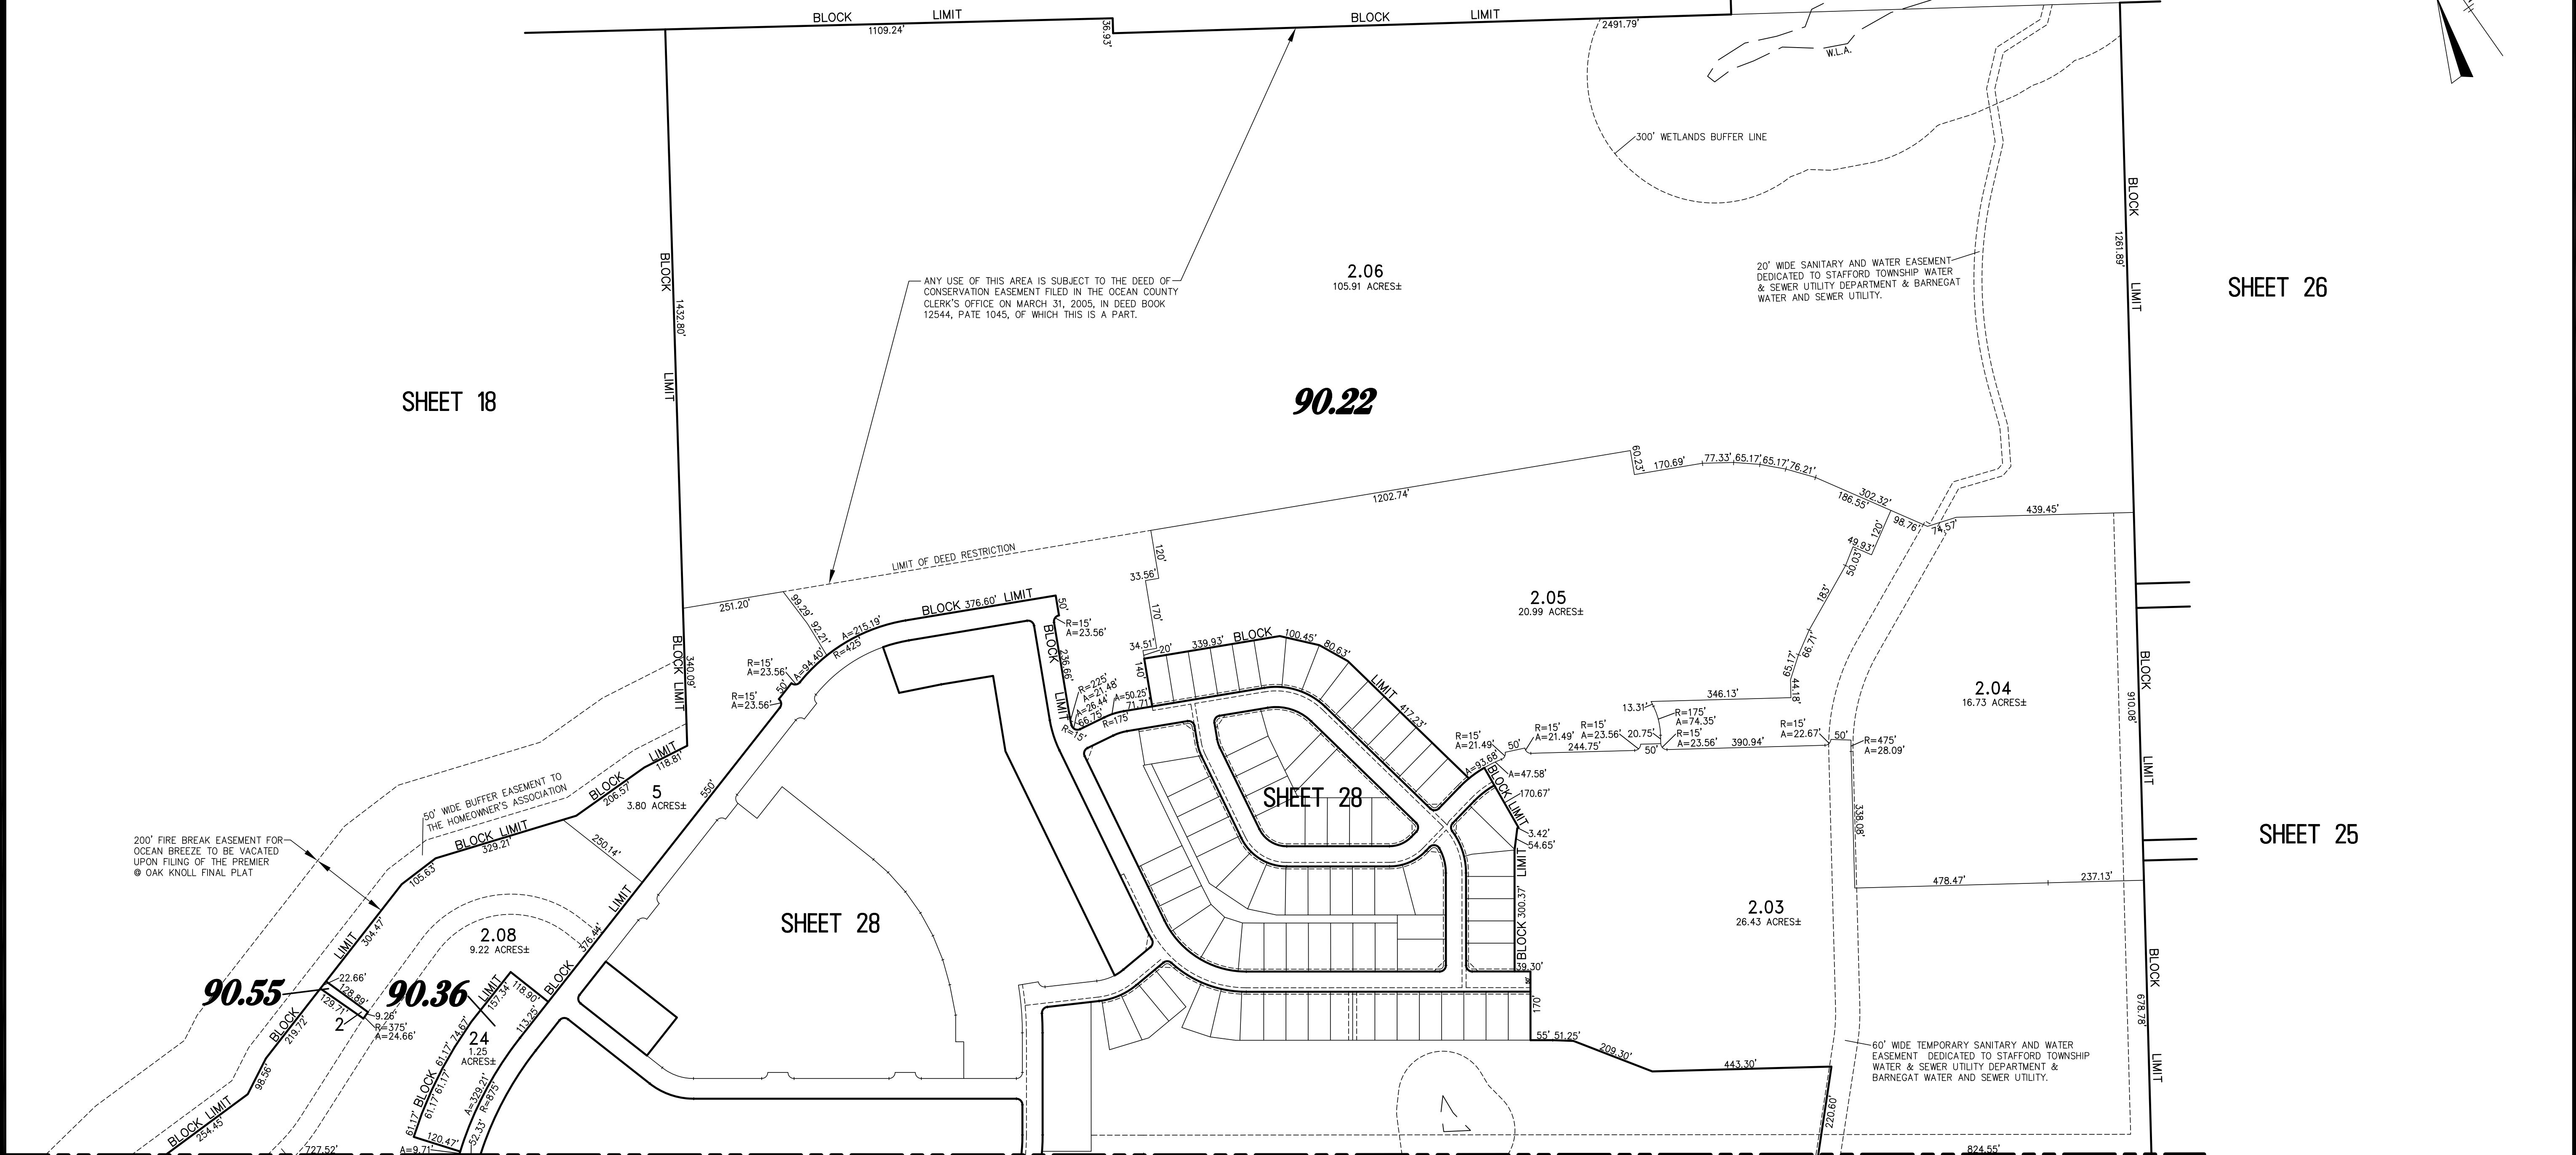 BLOCK LIMIT
1109.24'
36.93'
BLOCK LIMIT
2491.79'
W.L.A.
300' WETLANDS BUFFER LINE
BLOCK
1261.89'
LIMIT
20' WIDE SANITARY AND WATER EASEMENT
DEDICATED TO STAFFORD TOWNSHIP WATER
& SEWER UTILITY DEPARTMENT & BARNEGAT
WATER AND SEWER UTILITY.
SHEET 26
2.06
105.91 ACRES±
ANY USE OF THIS AREA IS SUBJECT TO THE DEED OF
CONSERVATION EASEMENT FILED IN THE OCEAN COUNTY
CLERK'S OFFICE ON MARCH 31, 2005, IN DEED BOOK
12544, PATE 1045, OF WHICH THIS IS A PART.
BLOCK
1432.80'
LIMIT
SHEET 18
90.22
60.23'
170.69'
77.33'
65.17'
65.17'
76.21'
302.32'
186.55'
98.76'
74.57'
439.45'
1202.74'
120'
49.93'
50.03'
183'
66.71'
65.17'
44.18'
LIMIT OF DEED RESTRICTION
251.20'
99.29'
92.21'
120'
33.56'
170'
34.51'
20'
140'
2.05
20.99 ACRES±
BLOCK 376.60' LIMIT
50'
R=15'
A=23.56'
A=215.19'
R=425'
A=94.40'
R=15'
A=23.56'
50'
R=15'
A=23.56'
BLOCK
236.66'
LIMIT
R=225'
A=21.48'
A=26.44'
66.75'
R=15'
A=50.25'
R=175'
71.71'
339.93'
BLOCK
100.45'
80.63'
LIMIT
417.23'
BLOCK LIMIT
340.09'
118.81'
LIMIT
BLOCK
206.57'
5
3.80 ACRES±
550'
50' WIDE BUFFER EASEMENT TO
THE HOMEOWNER'S ASSOCIATION
BLOCK LIMIT
329.21'
250.14'
105.63'
200' FIRE BREAK EASEMENT FOR
OCEAN BREEZE TO BE VACATED
UPON FILING OF THE PREMIER
@ OAK KNOLL FINAL PLAT
346.13'
13.31'
R=175'
A=74.35'
R=15'
A=23.56'
R=15'
A=21.49'
50'
R=15'
A=21.49'
R=15'
A=23.56'
20.75'
244.75'
50'
390.94'
R=15'
A=22.67'
50'
R=475'
A=28.09'
A=93.68'
A=47.58'
BLOCK LIMIT
170.67'
3.42'
54.65'
LIMIT
BLOCK 300.37'
39.30'
2.04
16.73 ACRES±
BLOCK
910.08'
LIMIT
SHEET 25
338.08'
478.47'
237.13'
2.03
26.43 ACRES±
SHEET 28
SHEET 28
2.08
9.22 ACRES±
LIMIT
376.44'
BLOCK
304.47'
LIMIT
90.55
90.36
22.66'
128.89'
129.71'
2
9.26'
R=375'
A=24.66'
BLOCK
219.72'
LIMIT
157.34'
118.90'
113.25'
74.67'
61.17'
24
1.25
ACRES±
61.17'
61.17'
BLOCK
61.17'
A=329.21'
R=875'
52.33'
120.47'
A=9.71'
98.56'
BLOCK LIMIT
254.45'
727.52'
170'
55'
51.25'
209.30'
443.30'
220.60'
60' WIDE TEMPORARY SANITARY AND WATER
EASEMENT DEDICATED TO STAFFORD TOWNSHIP
WATER & SEWER UTILITY DEPARTMENT &
BARNEGAT WATER AND SEWER UTILITY.
BLOCK
678.78'
LIMIT
824.55'